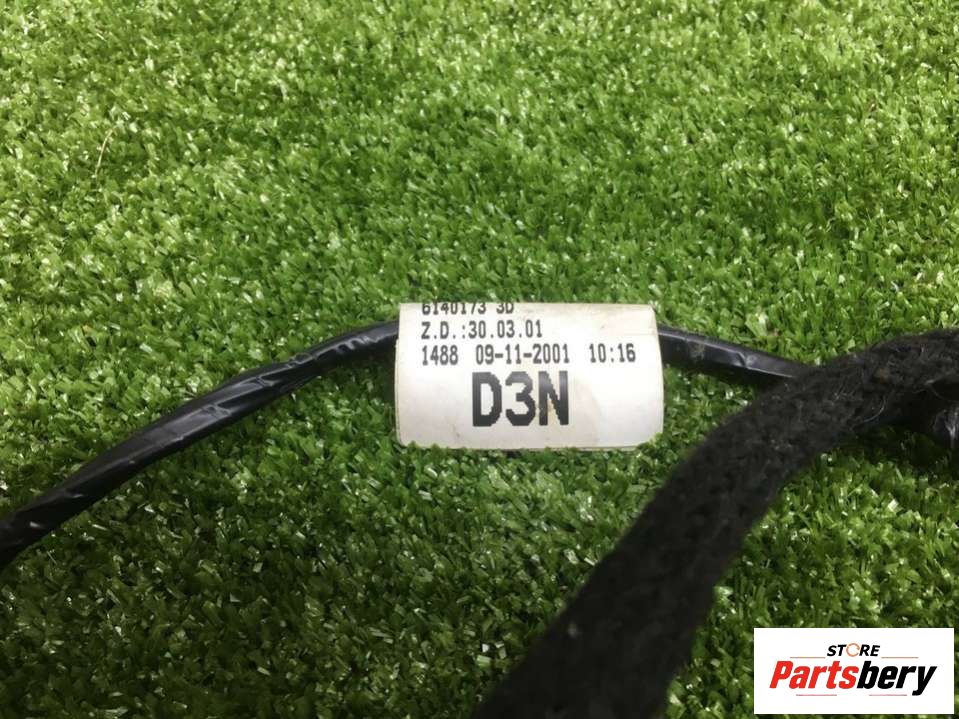 6140173 3D
Z.D.:30.03.01
1488 09-11-2001 10:16
D3N
STORE
Partsbery